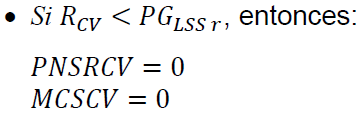 • Si R_CV < PG_LSS r, entonces:
PNSRCV = 0
MCSCV = 0